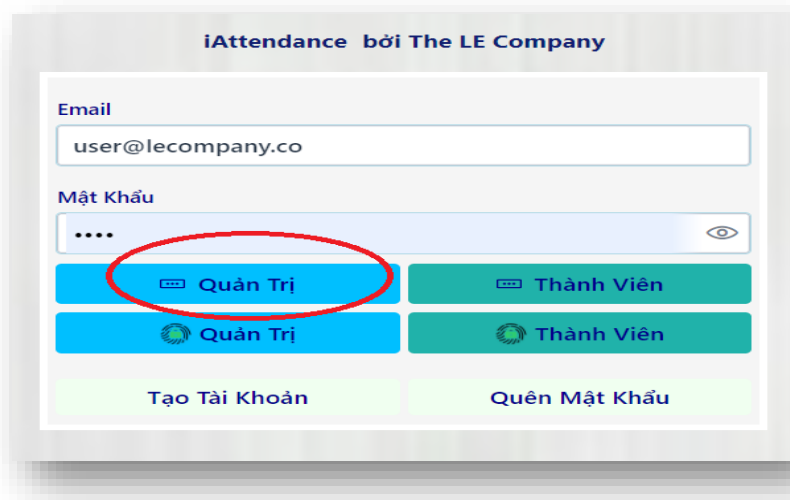 iAttendance bởi The LE Company
Email
user@lecompany.co
Mật Khẩu
••••
Quản Trị Thành Viên
Quản Trị Thành Viên
Tạo Tài Khoản Quên Mật Khẩu